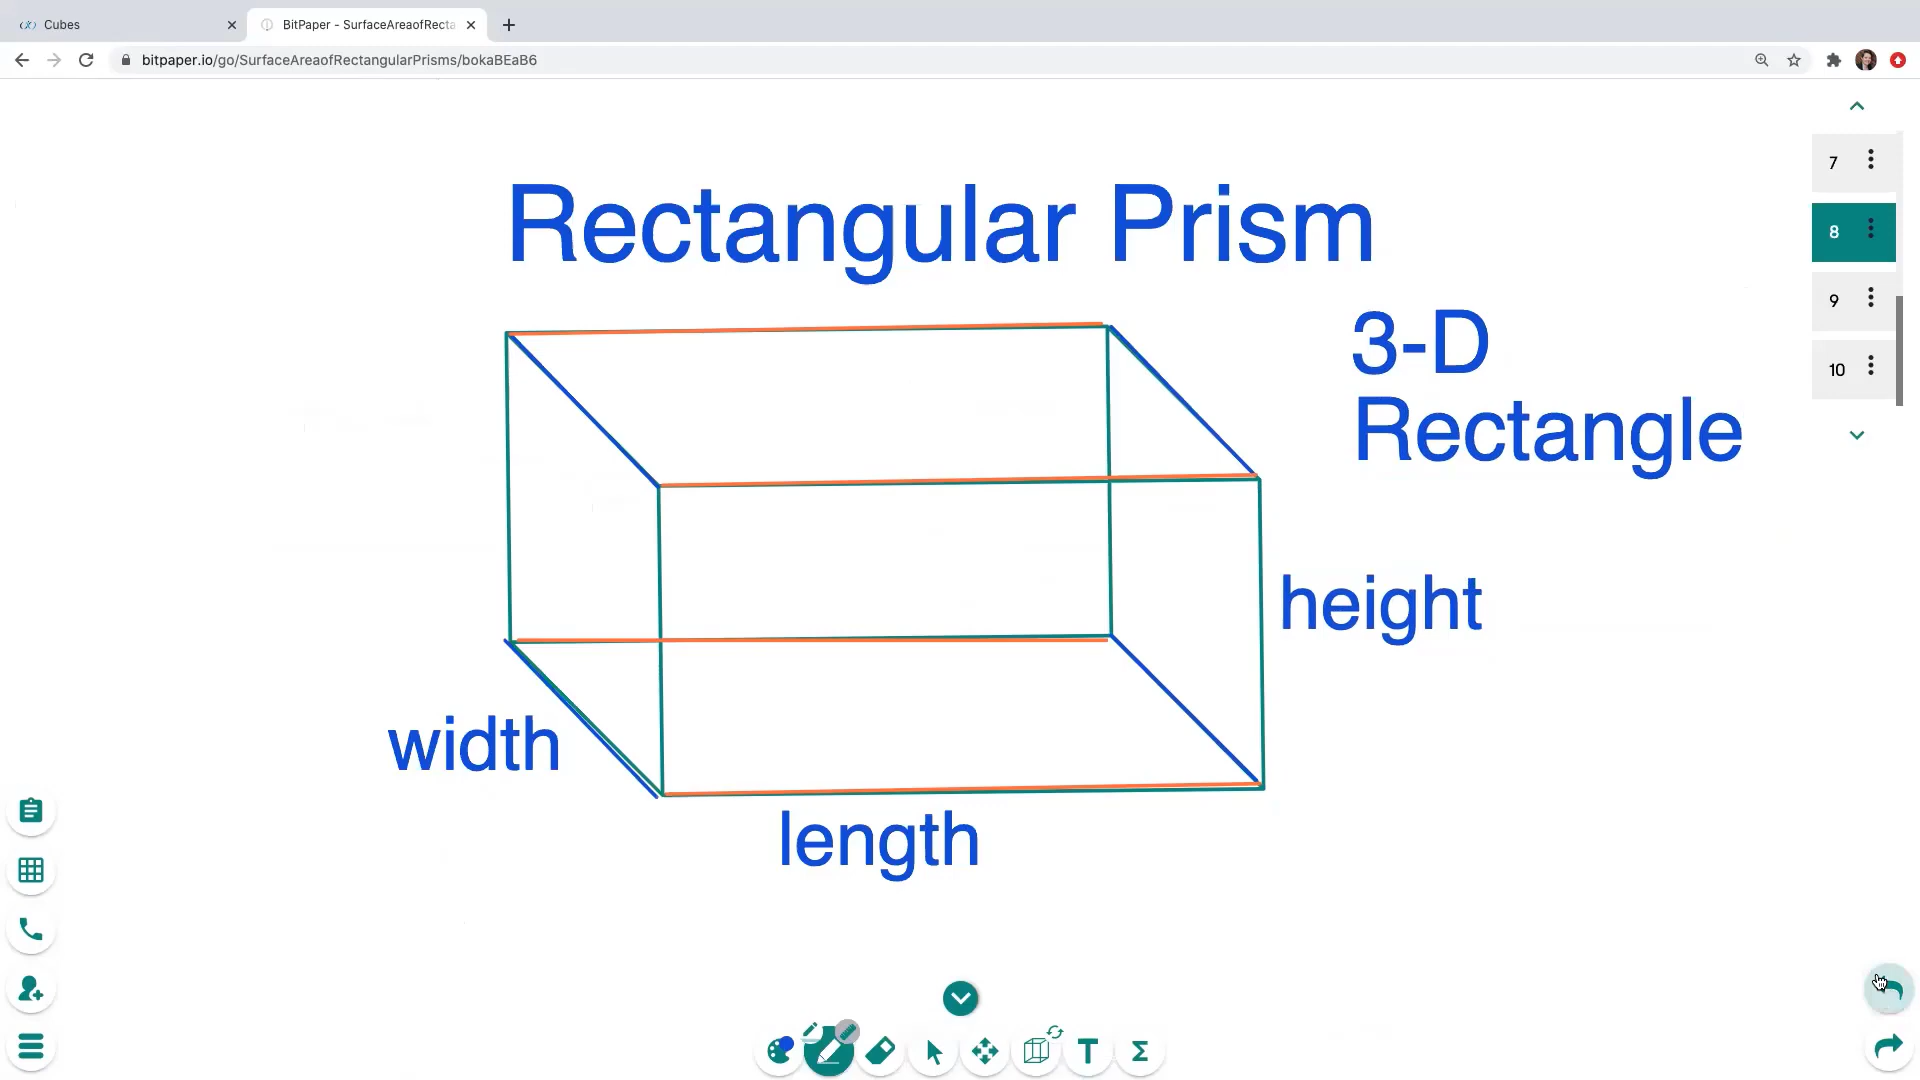 Cubes
BitPaper - SurfaceAreaofRecta
bitpaper.io/go/SurfaceAreaofRectangularPrisms/bokaBEaB6
7
8
9
10
Rectangular Prism
3-D
Rectangle
height
width
length
T
Σ